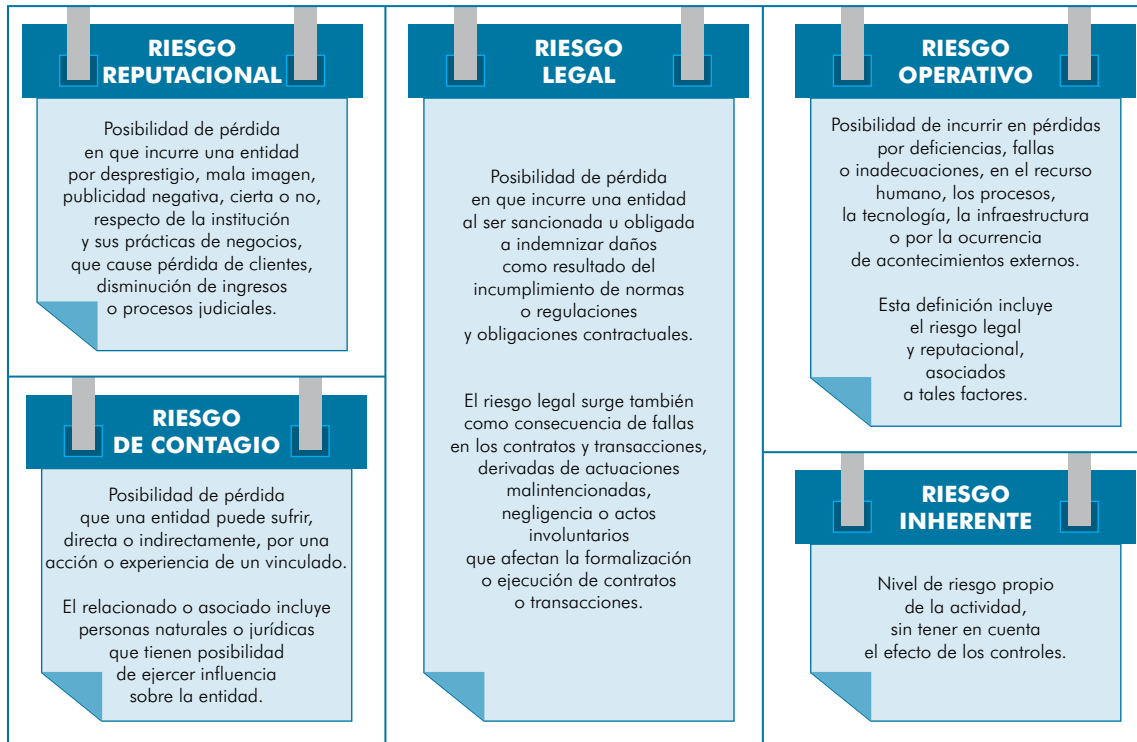 RIESGO
REPUTACIONAL
Posibilidad de pérdida
en que incurre una entidad
por desprestigio, mala imagen,
publicidad negativa, cierta o no,
respecto de la institución
y sus prácticas de negocios,
que cause pérdida de clientes,
disminución de ingresos
o procesos judiciales.
RIESGO
DE CONTAGIO
Posibilidad de pérdida
que una entidad puede sufrir,
directa o indirectamente, por una
acción o experiencia de un vinculado.
El relacionado o asociado incluye
personas naturales o jurídicas
que tienen posibilidad
de ejercer influencia
sobre la entidad.
RIESGO
LEGAL
Posibilidad de pérdida
en que incurre una entidad
al ser sancionada u obligada
a indemnizar daños
como resultado del
incumplimiento de normas
o regulaciones
y obligaciones contractuales.
El riesgo legal surge también
como consecuencia de fallas
en los contratos y transacciones,
derivadas de actuaciones
malintencionadas,
negligencia o actos
involuntarios
que afectan la formalización
o ejecución de contratos
o transacciones.
RIESGO
OPERATIVO
Posibilidad de incurrir en pérdidas
por deficiencias, fallas
o inadecuaciones, en el recurso
humano, los procesos,
la tecnología, la infraestructura
o por la ocurrencia
de acontecimientos externos.
Esta definición incluye
el riesgo legal
y reputacional,
asociados
a tales factores.
RIESGO
INHERENTE
Nivel de riesgo propio
de la actividad,
sin tener en cuenta
el efecto de los controles.